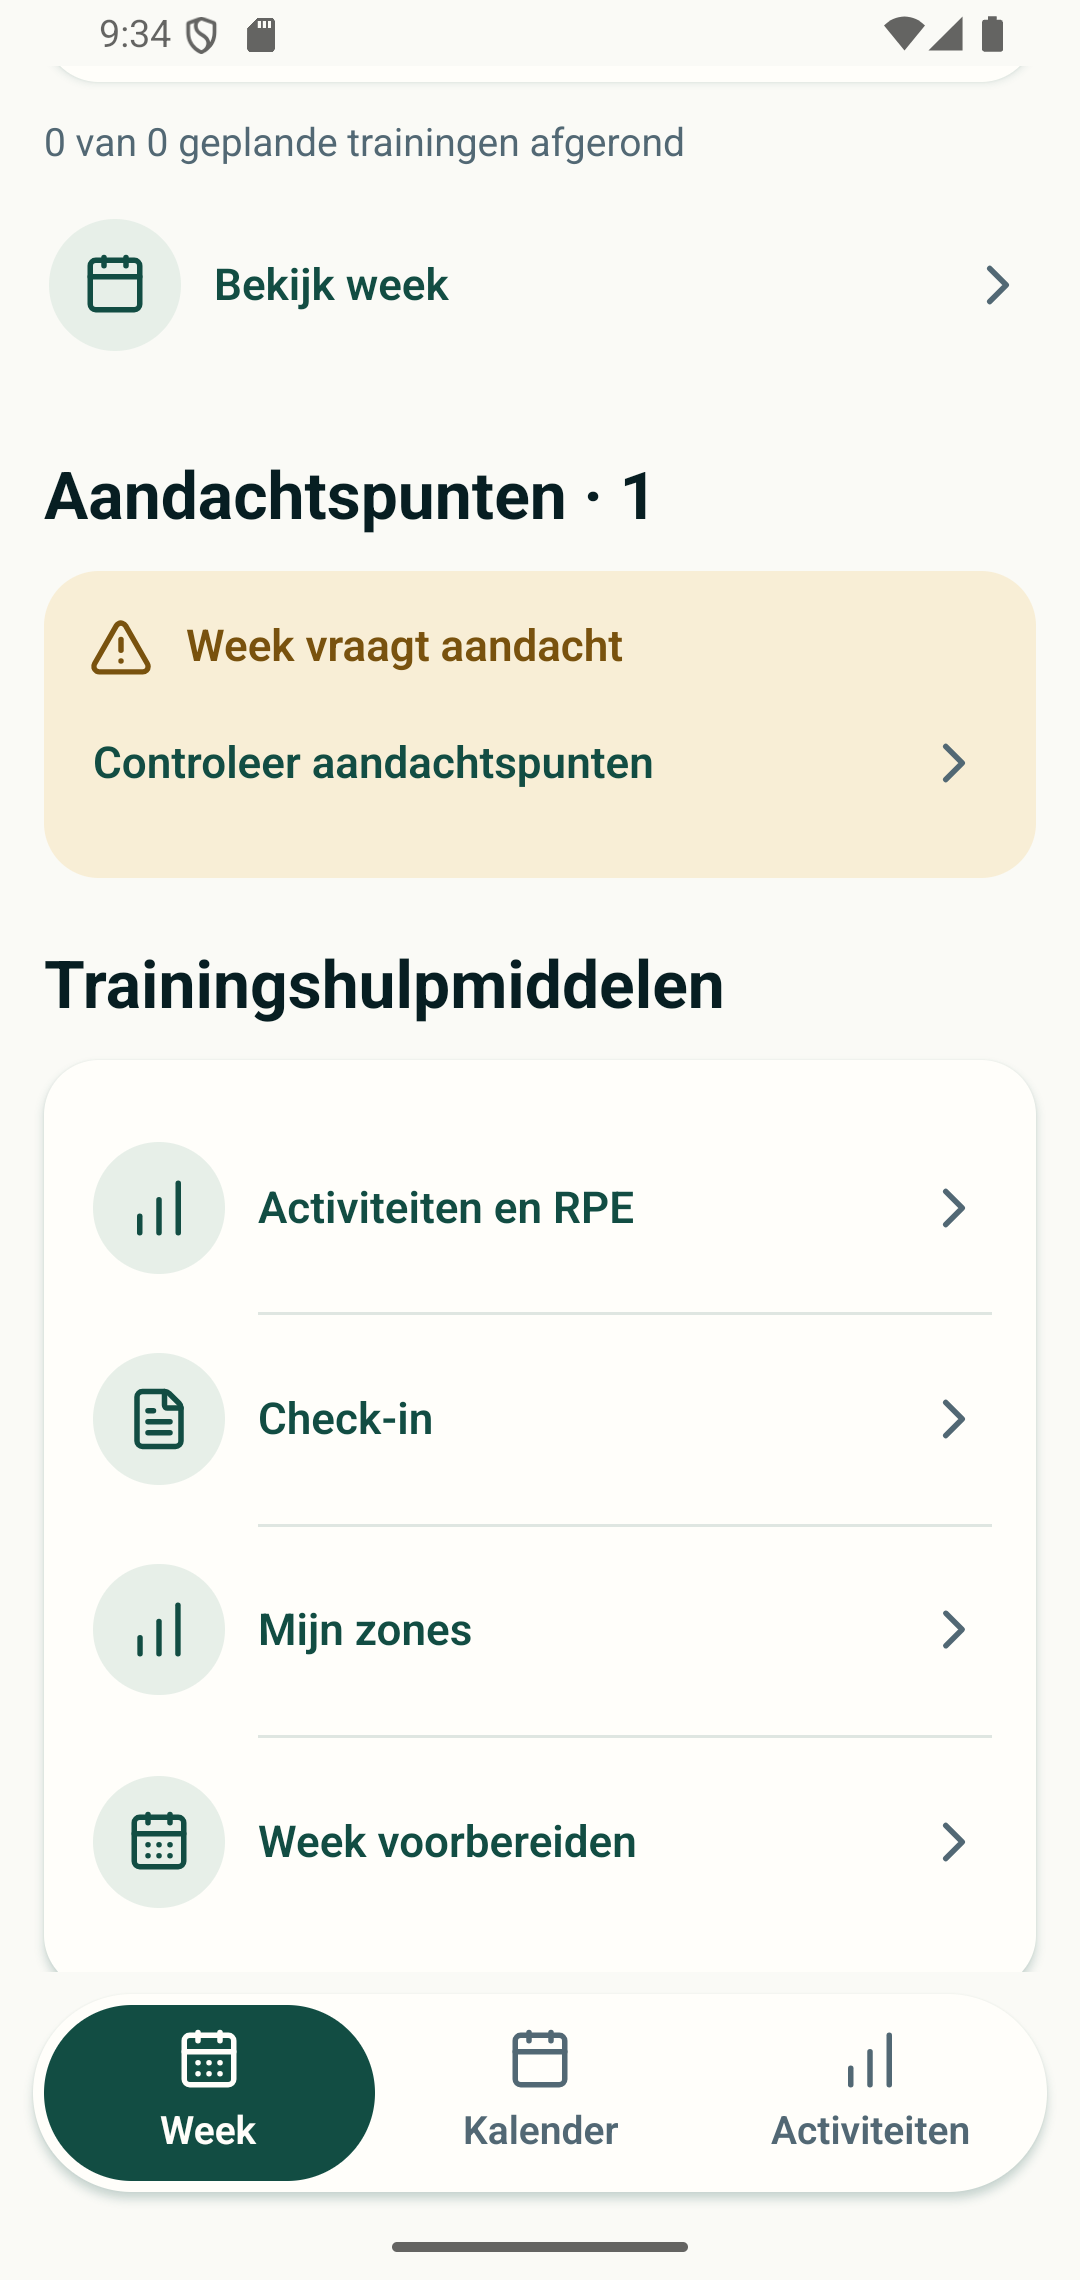 9:34
0 van 0 geplande trainingen afgerond
Bekijk week
Aandachtspunten · 1
Week vraagt aandacht
Controleer aandachtspunten
Trainingshulpmiddelen
Activiteiten en RPE
Check-in
Mijn zones
Week voorbereiden
Week
Kalender
Activiteiten